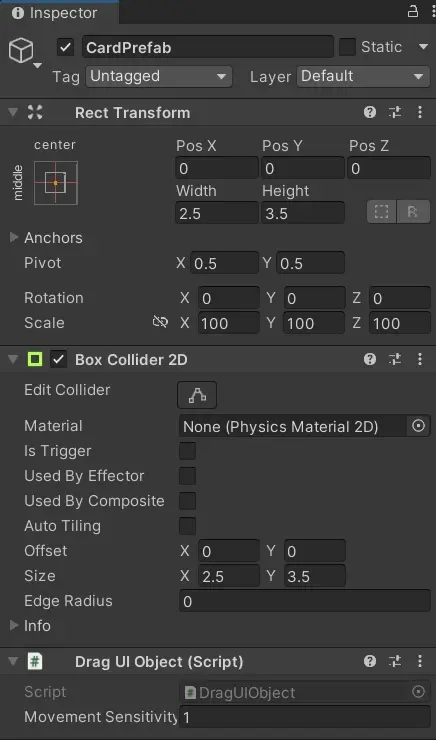 Inspector
CardPrefab Static
Tag Untagged Layer Default
Rect Transform
center Pos X Pos Y Pos Z
middle 0 0 0
Width Height
2.5 3.5 R
Anchors
Pivot X 0.5 Y 0.5
Rotation X 0 Y 0 Z 0
Scale X 100 Y 100 Z 100
Box Collider 2D
Edit Collider
Material None (Physics Material 2D)
Is Trigger
Used By Effector
Used By Composite
Auto Tiling
Offset X 0 Y 0
Size X 2.5 Y 3.5
Edge Radius 0
Info
# Drag UI Object (Script)
Script # DragUIObject
Movement Sensitivity 1